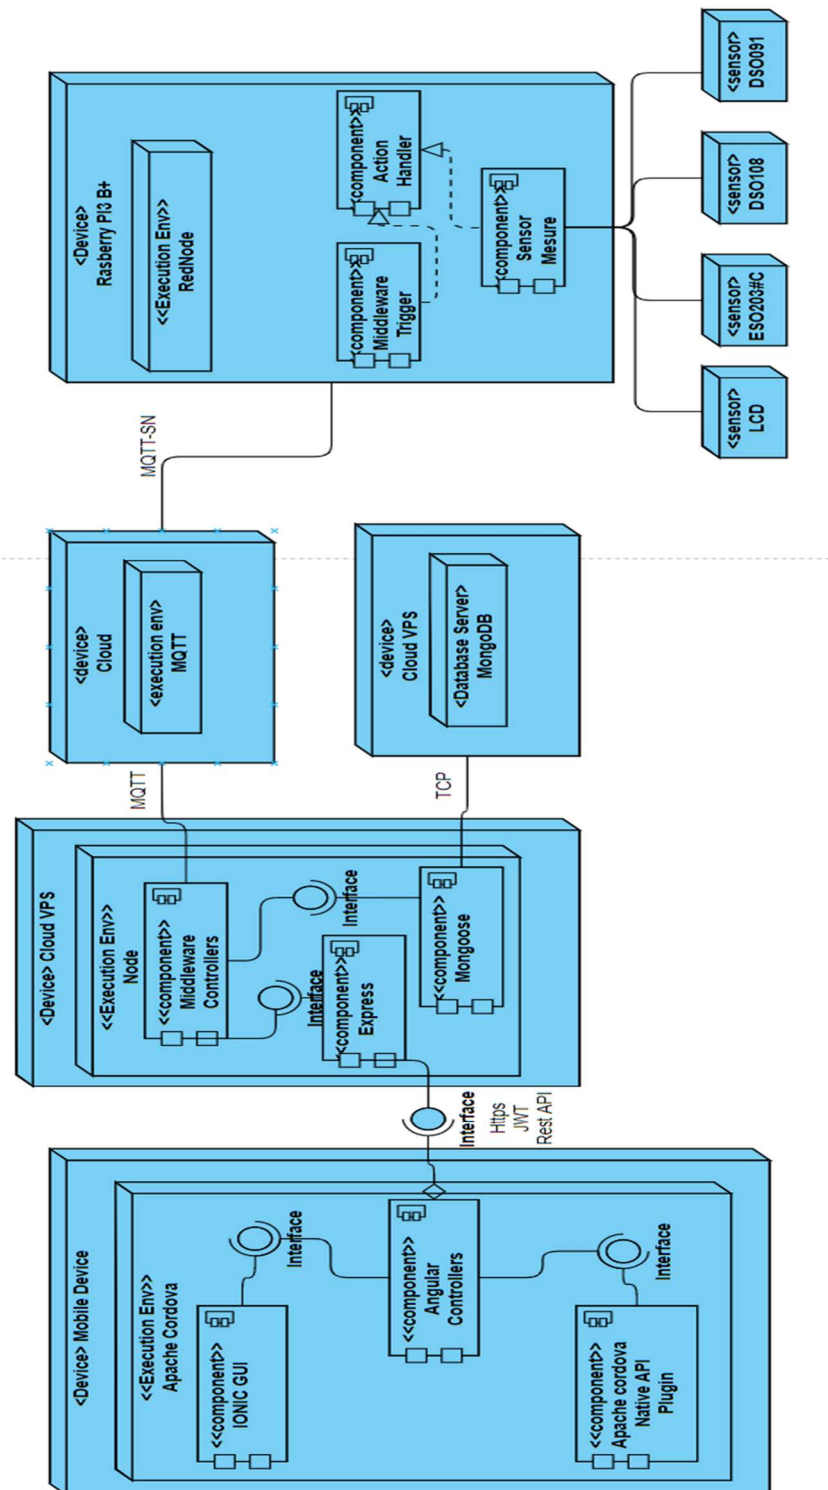 <Device> Mobile Device
<<Execution Env>>
Apache Cordova
<<component>>
IONIC GUI
Interface
<<component>>
Angular
Controllers
<<component>>
Apache cordova
Native API
Plugin
Interface
Interface
Https
JWT
Rest API
<Device> Cloud VPS
<<Execution Env>>
Node
<<component>>
Middleware
Controllers
Interface
<<component>>
Express
Interface
<<component>>
Mongoose
MQTT
TCP
<device>
Cloud
<execution env>
MQTT
<device>
Cloud VPS
<Database Server>
MongoDB
MQTT-SN
<Device>
Rasberry PI3 B+
<<Execution Env>>
RedNode
<component>>
Middleware
Trigger
<component>>
Action
Handler
<component>>
Sensor
Mesure
<sensor>
LCD
<sensor>
ESO203#C
<sensor>
DSO108
<sensor>
DSO091